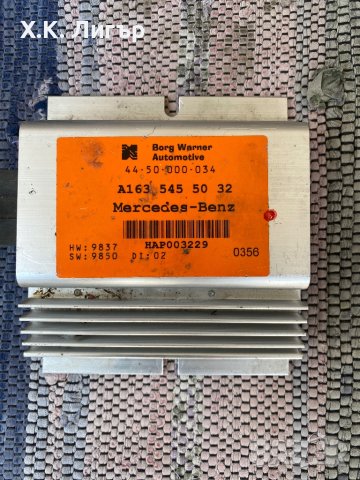 Х.К. Лигър
Borg Warner
Automotive
44-50-000-034
A163 545 50 32
Mercedes-Benz
HAP003229
HW: 9837
SW: 9850 DI: 02 0356